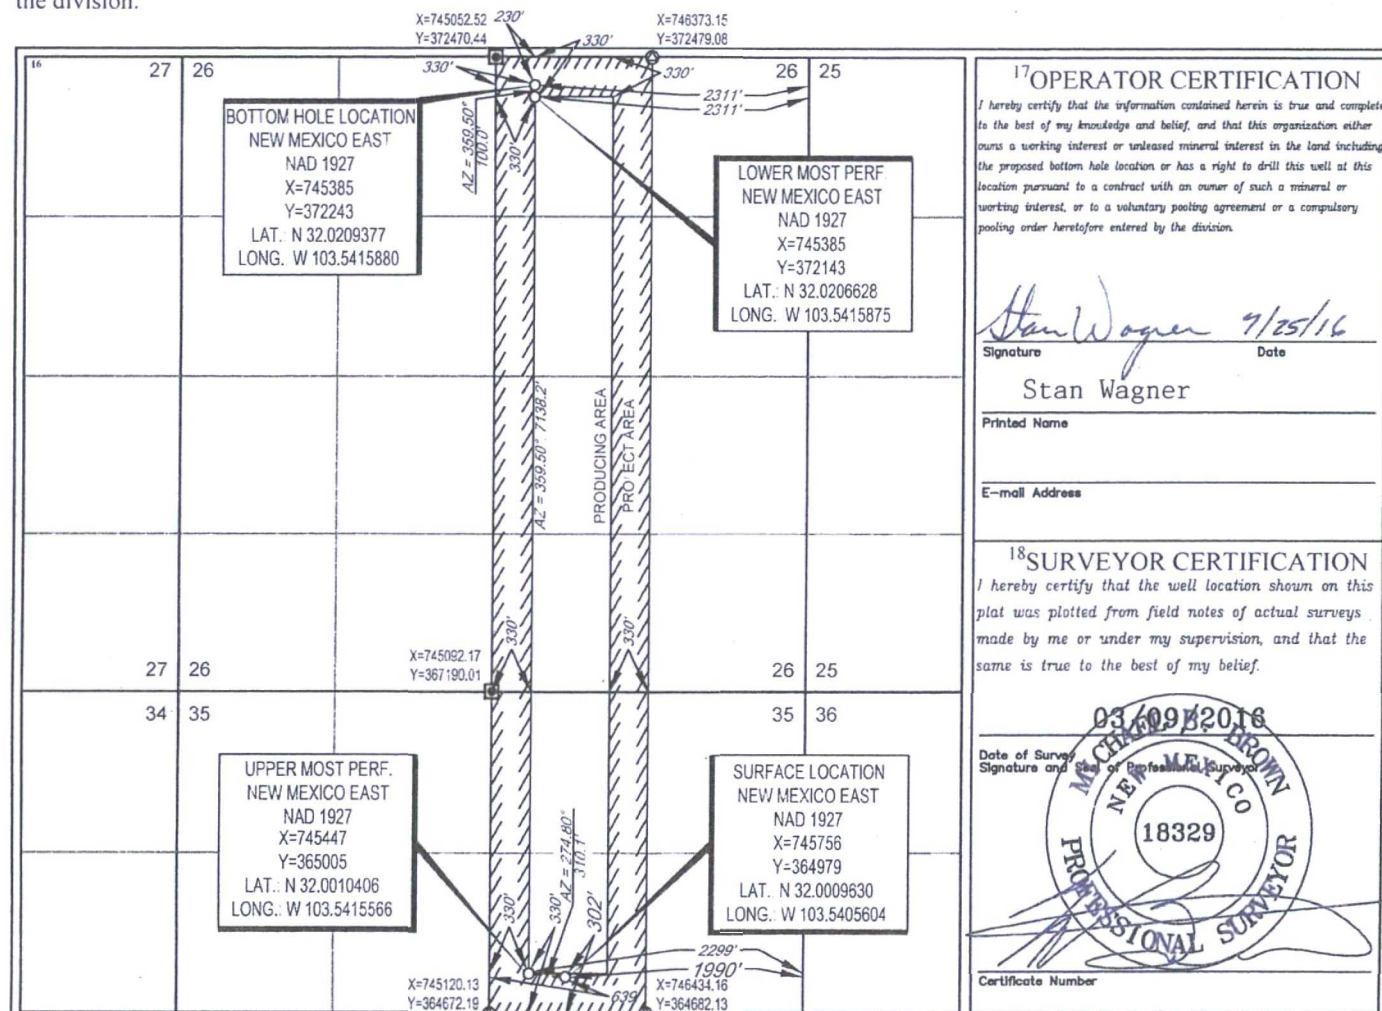 the division.
X=745052.52 230'
Y=372470.44
X=746373.15
Y=372479.08
330'
330'
330'
2311'
2311'
16
27 26
26 25
BOTTOM HOLE LOCATION
NEW MEXICO EAST
NAD 1927
X=745385
Y=372243
LAT.: N 32.0209377
LONG. W 103.5415880
AZ = 359.50°
100.0'
330'
LOWER MOST PERF.
NEW MEXICO EAST
NAD 1927
X=745385
Y=372143
LAT.: N 32.0206628
LONG. W 103.5415875
AZ = 359.50°, 7138.2'
PRODUCING AREA
PROJECT AREA
330'
330'
X=745092.17
Y=367190.01
27 26
34 35
26 25
35 36
UPPER MOST PERF.
NEW MEXICO EAST
NAD 1927
X=745447
Y=365005
LAT.: N 32.0010406
LONG.: W 103.5415566
AZ = 274.80°
310.1'
330'
330'
302'
SURFACE LOCATION
NEW MEXICO EAST
NAD 1927
X=745756
Y=364979
LAT. N 32.0009630
LONG.: W 103.5405604
2299'
1990'
639'
X=745120.13
Y=364672.19
X=746434.16
Y=364682.13
17 OPERATOR CERTIFICATION
I hereby certify that the information contained herein is true and complete
to the best of my knowledge and belief, and that this organization either
owns a working interest or unleased mineral interest in the land including
the proposed bottom hole location or has a right to drill this well at this
location pursuant to a contract with an owner of such a mineral or
working interest, or to a voluntary pooling agreement or a compulsory
pooling order heretofore entered by the division.
Stan Wagner
Signature Date
Stan Wagner
Printed Name
E-mail Address
18 SURVEYOR CERTIFICATION
I hereby certify that the well location shown on this
plat was plotted from field notes of actual surveys
made by me or under my supervision, and that the
same is true to the best of my belief.
03/09/2016
Date of Survey
Signature and Seal of Professional Surveyor
MICHAEL B. BROWN
NEW MEXICO
18329
PROFESSIONAL SURVEYOR
Certificate Number